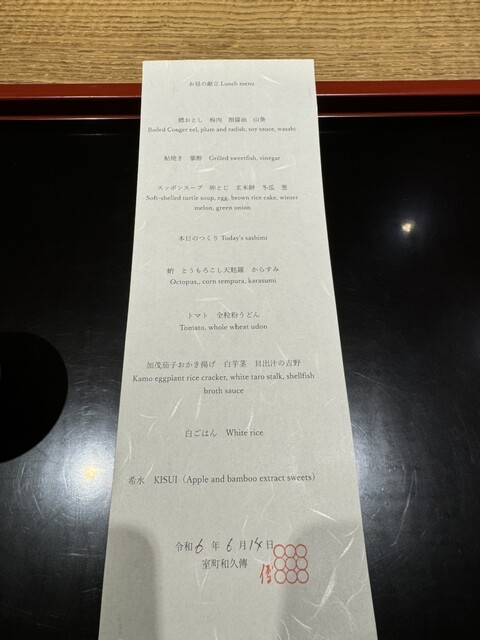 お昼の献立 Lunch menu
鱧おとし　梅肉　割醤油　山葵
Boiled Conger eel, plum and radish, soy sauce, wasabi
鮎焼き　蓼酢　Grilled sweetfish, vinegar
スッポンスープ　卵とじ　玄米餅　冬瓜　葱
Soft-shelled turtle soup, egg, brown rice cake, winter
melon, green onion
本日のつくり Today's sashimi
蛸　とうもろこし天麩羅　からすみ
Octopus,, corn tempura, karasumi
トマト　全粒粉うどん
Tomato, whole wheat udon
加茂茄子おかき揚げ　白芋茎　貝出汁の吉野
Kamo eggplant rice cracker, white taro stalk, shellfish
broth sauce
白ごはん　White rice
希水　KISUI（Apple and bamboo extract sweets）
令和 6 年 6 月 14 日
室町和久傳